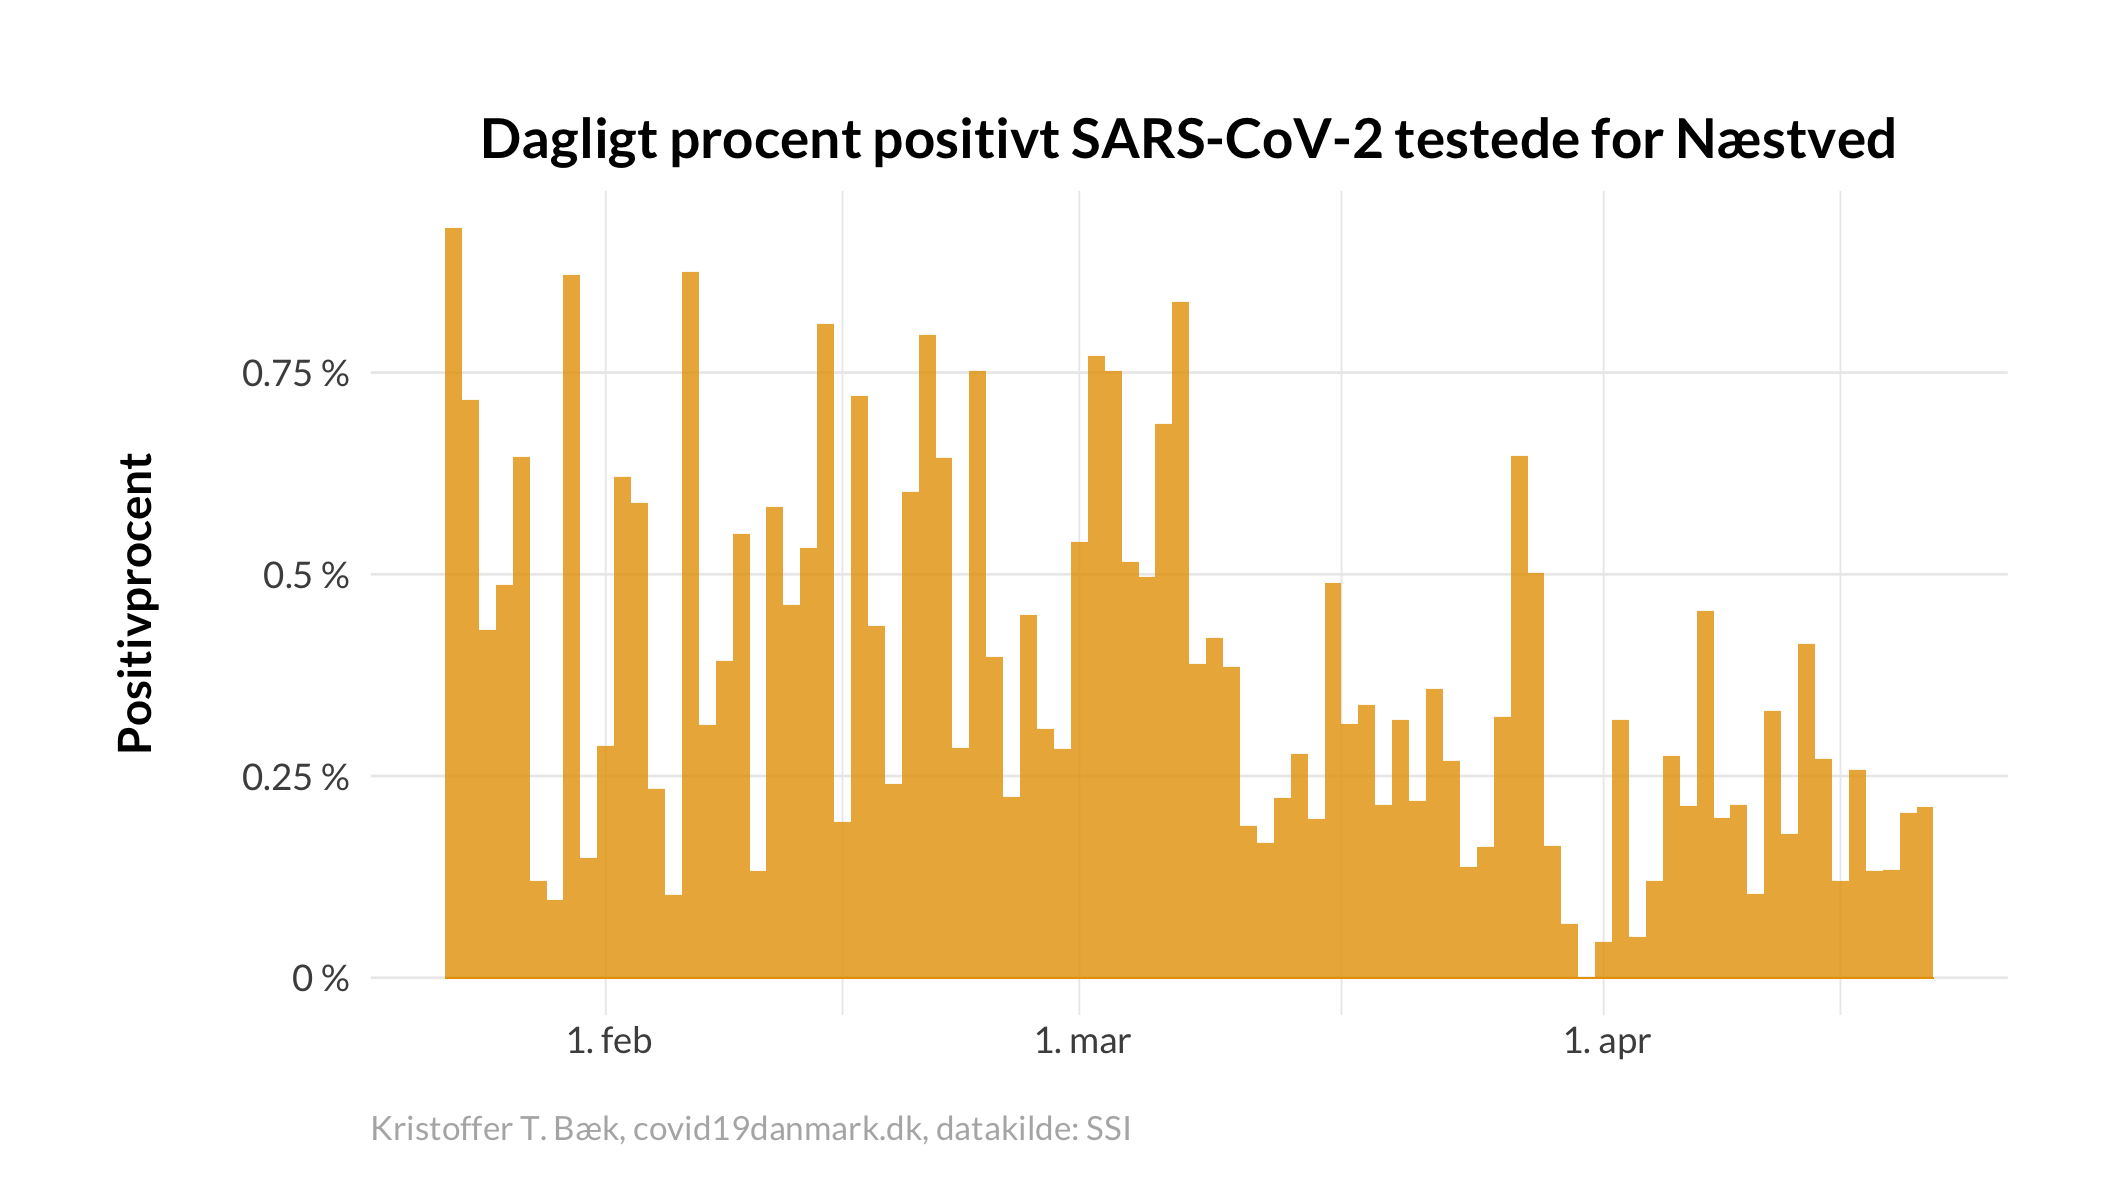 Dagligt procent positivt SARS-CoV-2 testede for Næstved
Positivprocent
0.75 %
0.5 %
0.25 %
0 %
1. feb
1. mar
1. apr
Kristoffer T. Bæk, covid19danmark.dk, datakilde: SSI